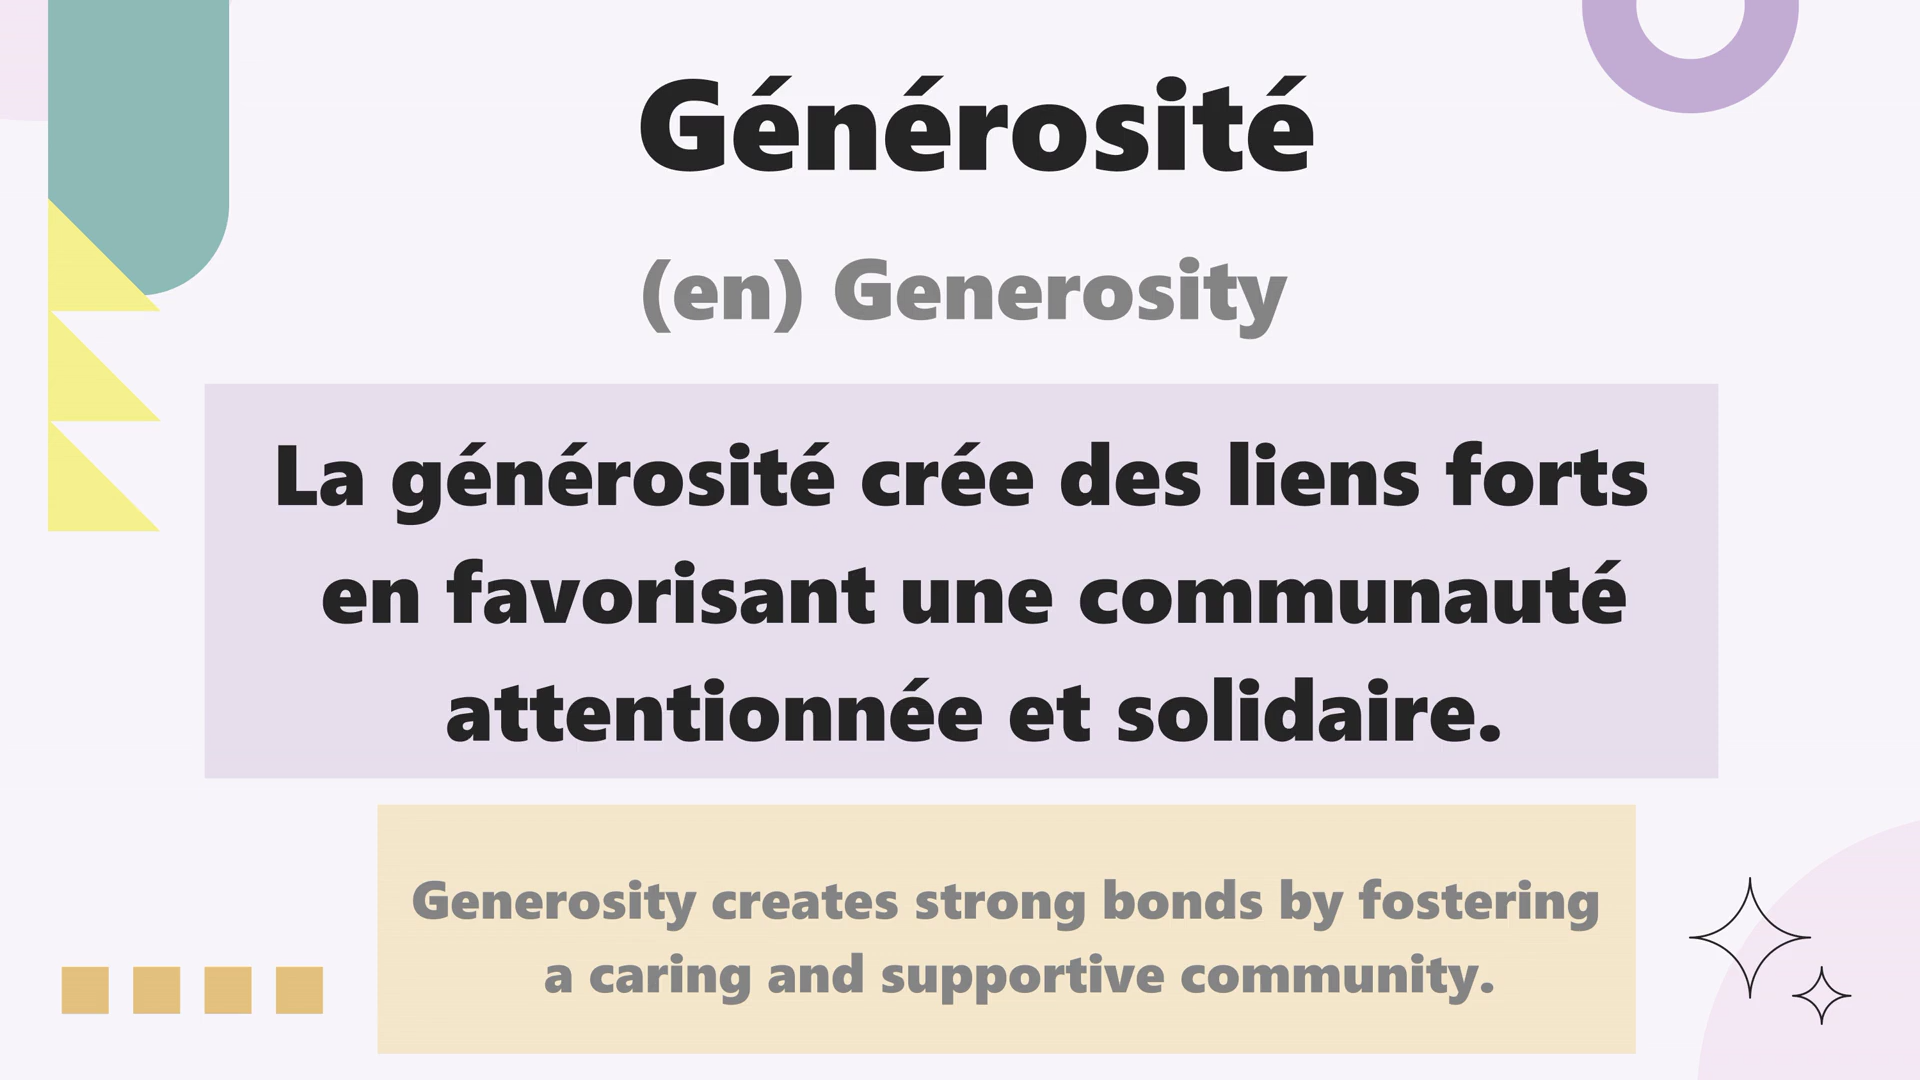 Générosité
(en) Generosity
La générosité crée des liens forts
en favorisant une communauté
attentionnée et solidaire.
Generosity creates strong bonds by fostering
a caring and supportive community.